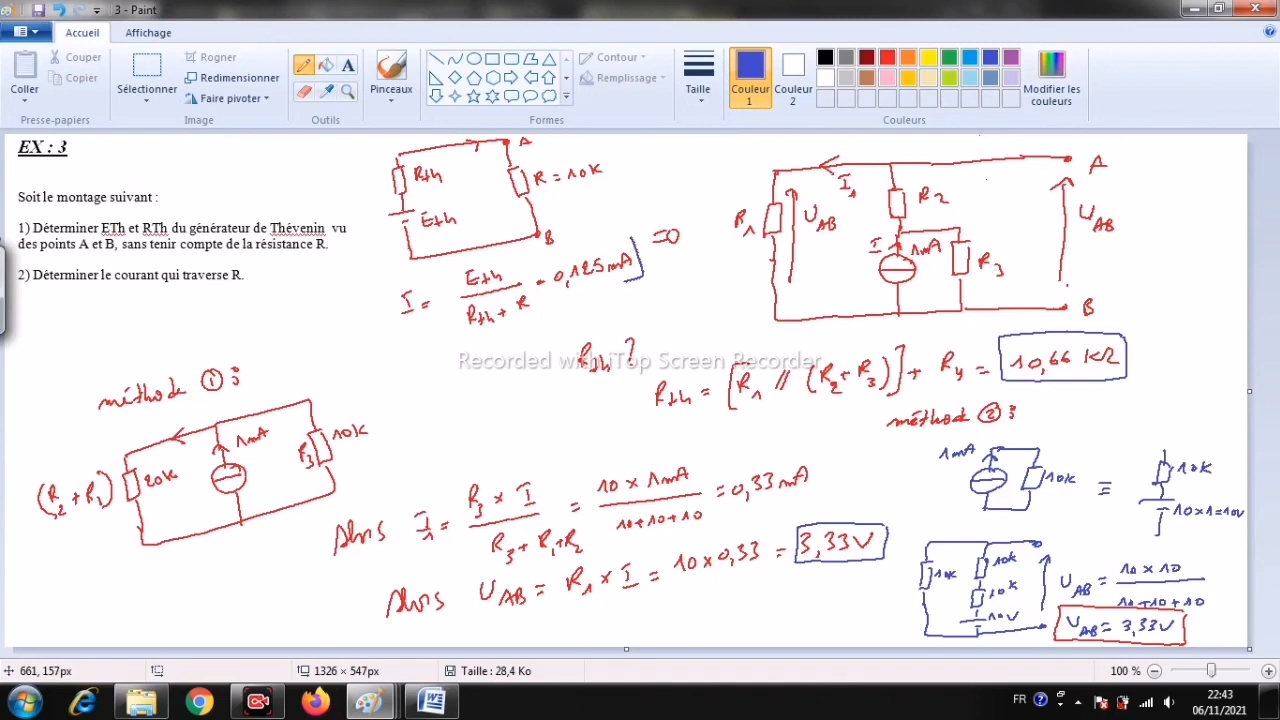 3 - Paint
Accueil Affichage
Coller
Couper
Copier
Presse-papiers
Sélectionner
Rogner
Redimensionner
Faire pivoter
Image
Outils
Pinceaux
Formes
Contour
Remplissage
Taille
Couleur 1
Couleur 2
Modifier les couleurs
Couleurs
EX : 3
Soit le montage suivant :
1) Déterminer ETh et RTh du générateur de Thévenin vu
des points A et B, sans tenir compte de la résistance R.
2) Déterminer le courant qui traverse R.
A
Rth
R = 10K
Eth
B
I = Eth / (Rth + R) = 0,125mA ] =0
A
I1
R2
R1
UAB
UAB
I 1mA
R3
B
Recorded with iTop Screen Recorder
Rth ?
Rth = [R1 // (R2 + R3)] + R4 = 10,66 KΩ
méthode ① :
1mA
R3 10K
(R2 + R1) 20K
Alors I1 = (R3 × I) / (R3 + R1 + R2) = (10 × 1mA) / (10+10+10) = 0,33 mA
Alors UAB = R1 × I = 10 × 0,33 = 3,33V
méthode ② :
1mA
10K
≡
10K
10×1=10V
10K
10K
10K
10V
UAB = (10 × 10) / (10 + 10 + 10)
UAB = 3,33V
661, 157px
1326 × 547px
Taille : 28,4 Ko
100 %
FR
22:43
06/11/2021